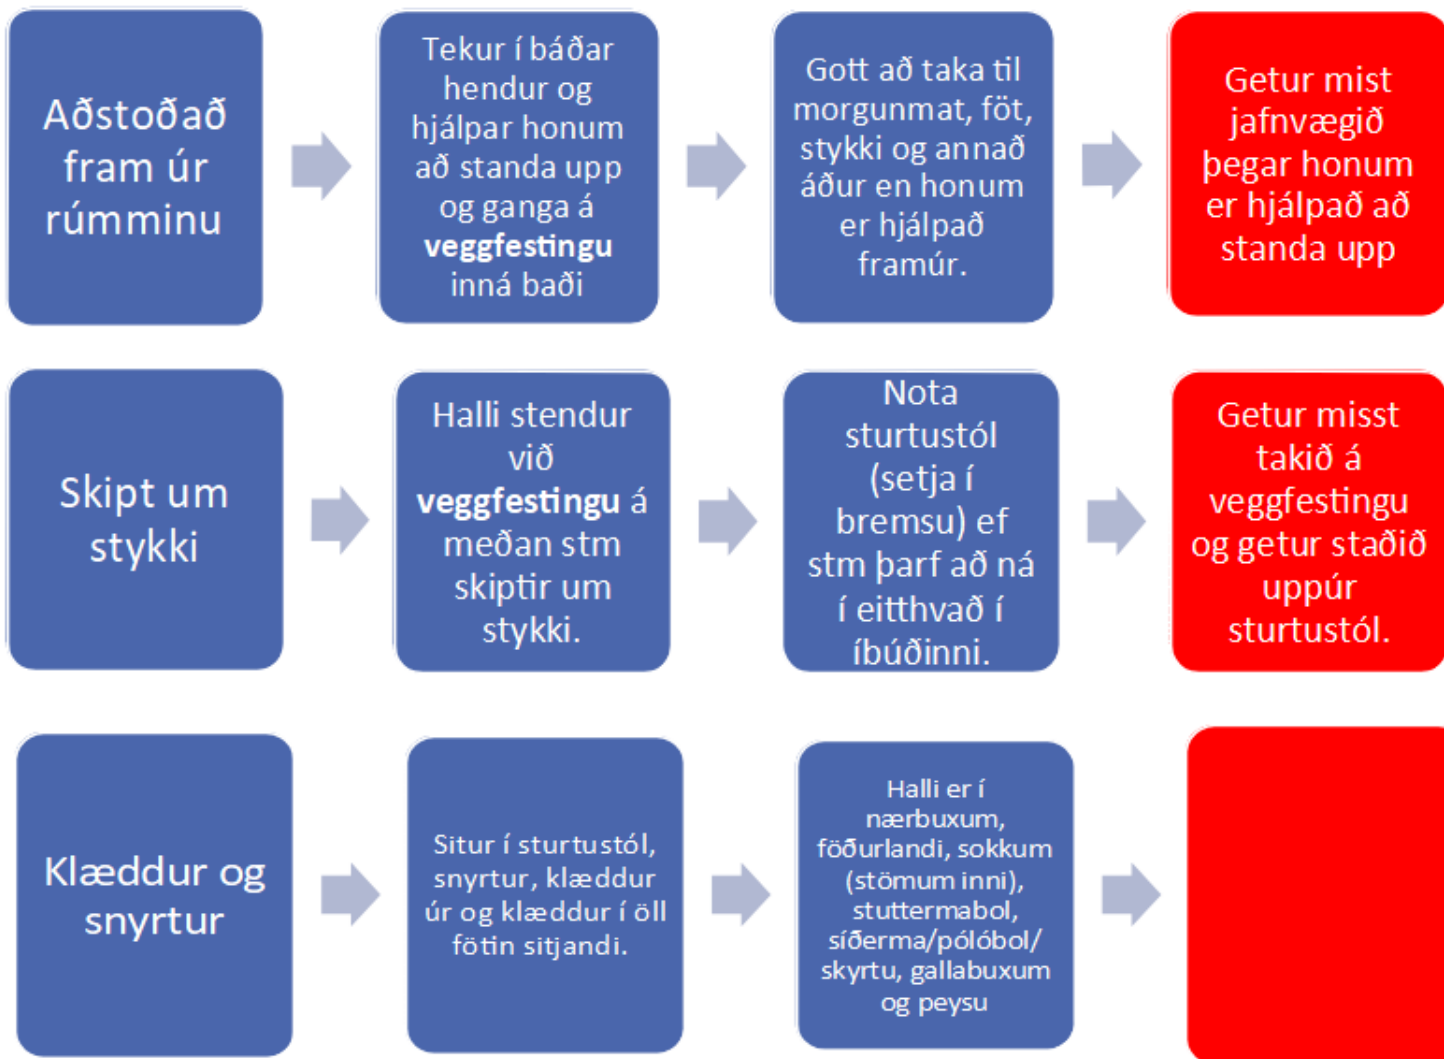 Aðstoðað
fram úr
rúmminu
Tekur í báðar
hendur og
hjálpar honum
að standa upp
og ganga á
veggfestingu
inná baði
Gott að taka til
morgunmat, föt,
stykki og annað
áður en honum
er hjálpað
framúr.
Getur mist
jafnvægið
þegar honum
er hjálpað að
standa upp
Skipt um
stykki
Halli stendur
við
veggfestingu á
meðan stm
skiptir um
stykki.
Nota
sturtustól
(setja í
bremsu) ef
stm þarf að ná
í eitthvað í
íbúðinni.
Getur misst
takið á
veggfestingu
og getur staðið
uppúr
sturtustól.
Klæddur og
snyrtur
Situr í sturtustól,
snyrtur, klæddur
úr og klæddur í öll
fötin sitjandi.
Halli er í
nærbuxum,
föðurlandi, sokkum
(stömum inni),
stuttermabol,
síðerma/pólóbol/
skyrtu, gallabuxum
og peysu